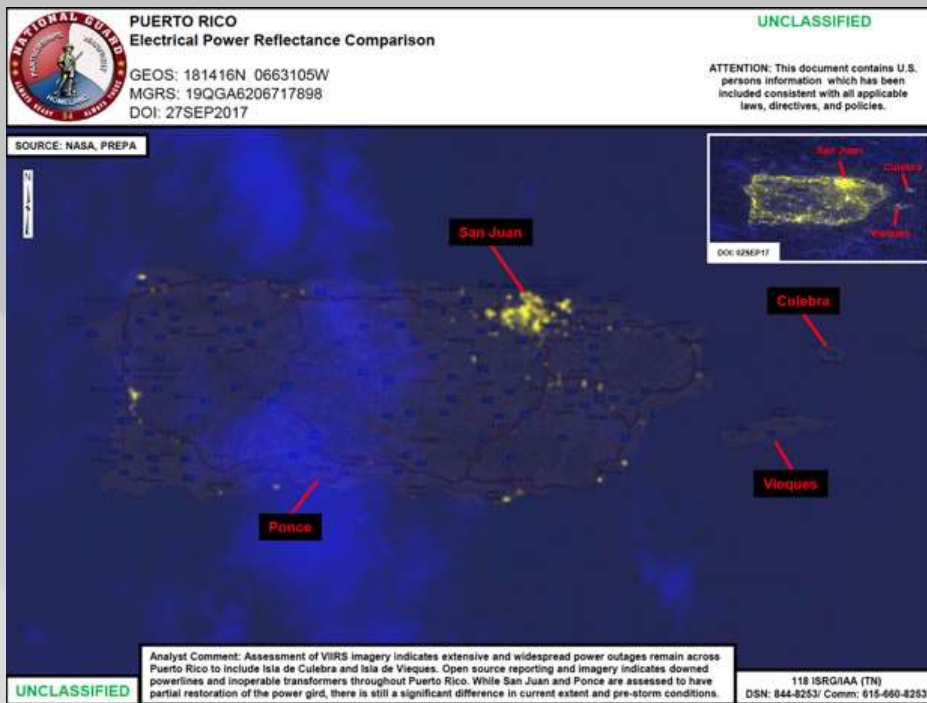 PUERTO RICO
Electrical Power Reflectance Comparison
GEOS: 181416N 0663105W
MGRS: 19QGA6206717898
DOI: 27SEP2017
UNCLASSIFIED
ATTENTION: This document contains U.S.
persons information which has been
included consistent with all applicable
laws, directives, and policies.
NATIONAL GUARD
HOMELAND
ALWAYS READY 54 ALWAYS THERE
SOURCE: NASA, PREPA
N
San Juan
Culebra
Vieques
DOI: 02SEP17
San Juan
Culebra
Vieques
Ponce
Analyst Comment: Assessment of VIIRS imagery indicates extensive and widespread power outages remain across
Puerto Rico to include Isla de Culebra and Isla de Vieques. Open source reporting and imagery indicates downed
powerlines and inoperable transformers throughout Puerto Rico. While San Juan and Ponce are assessed to have
partial restoration of the power gird, there is still a significant difference in current extent and pre-storm conditions.
UNCLASSIFIED
118 ISRG/IAA (TN)
DSN: 844-8253/ Comm: 615-660-8253